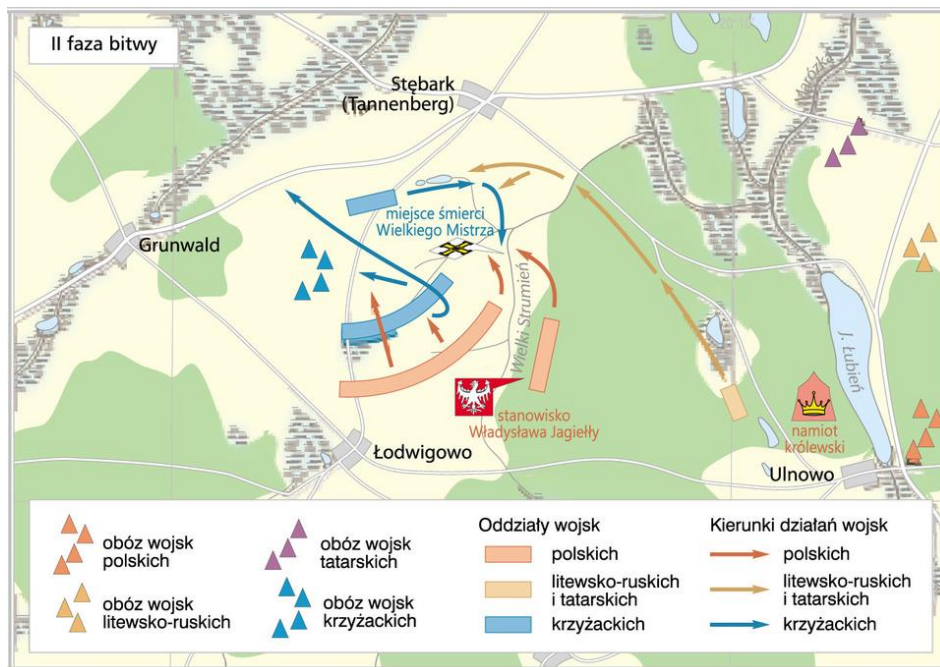 II faza bitwy
Stębark
(Tannenberg)
miejsce śmierci
Wielkiego Mistrza
Grunwald
Wielki Strumień
J. Łubień
stanowisko
Władysława Jagiełły
namiot
królewski
Łodwigowo
Ulnowo
obóz wojsk
polskich
obóz wojsk
litewsko-ruskich
obóz wojsk
tatarskich
obóz wojsk
krzyżackich
Oddziały wojsk
polskich
litewsko-ruskich
i tatarskich
krzyżackich
Kierunki działań wojsk
polskich
litewsko-ruskich
i tatarskich
krzyżackich